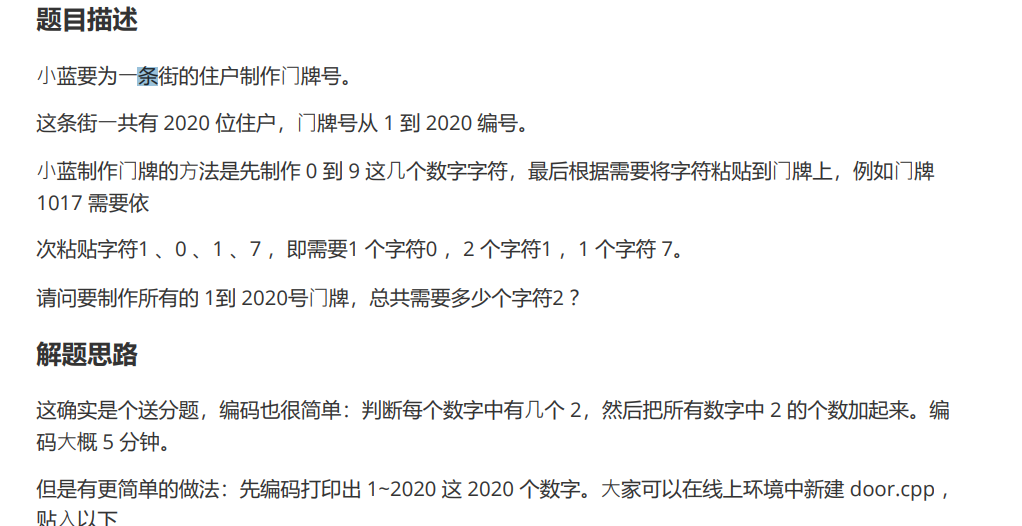 题目描述
小蓝要为一条街的住户制作门牌号。
这条街一共有 2020 位住户，门牌号从 1 到 2020 编号。
小蓝制作门牌的方法是先制作 0 到 9 这几个数字字符，最后根据需要将字符粘贴到门牌上，例如门牌
1017 需要依
次粘贴字符1 、0 、1 、7 ，即需要1 个字符0 ，2 个字符1 ，1 个字符 7。
请问要制作所有的 1到 2020号门牌，总共需要多少个字符2 ？
解题思路
这确实是个送分题，编码也很简单：判断每个数字中有几个 2，然后把所有数字中 2 的个数加起来。编
码大概 5 分钟。
但是有更简单的做法：先编码打印出 1~2020 这 2020 个数字。大家可以在线上环境中新建 door.cpp ，
贴入以下